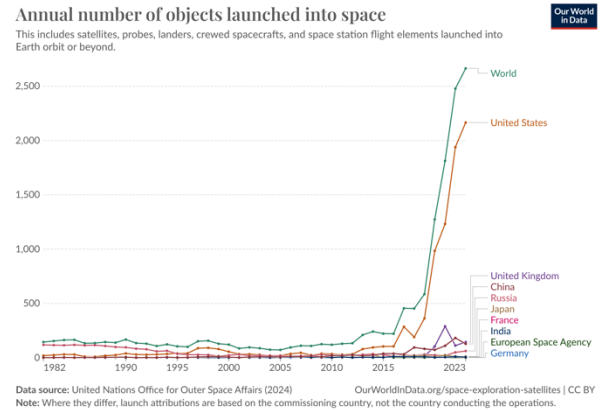 Annual number of objects launched into space
Our World
in Data
This includes satellites, probes, landers, crewed spacecrafts, and space station flight elements launched into
Earth orbit or beyond.
2,500
2,000
1,500
1,000
500
0
World
United States
United Kingdom
China
Russia
Japan
France
India
European Space Agency
Germany
1982
1990
1995
2000
2005
2010
2015
2023
Data source: United Nations Office for Outer Space Affairs (2024)
OurWorldinData.org/space-exploration-satellites | CC BY
Note: Where they differ, launch attributions are based on the commissioning country, not the country conducting the operations.